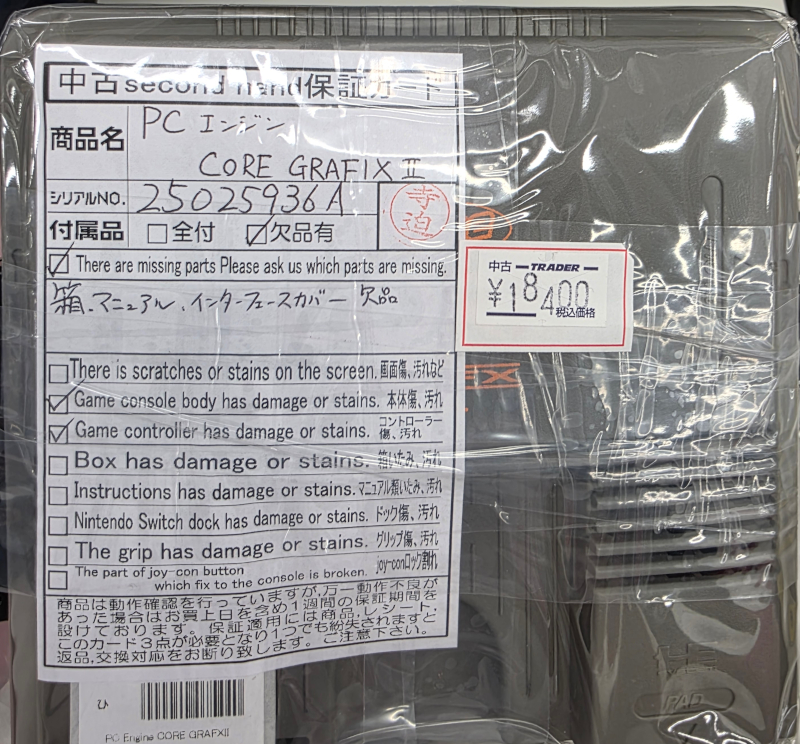 中古second hand保証カード
商品名 PCエンジン
CORE GRAFIX II
シリアルNO. 25025936A
寺迫
付属品 全付 欠品有
There are missing parts Please ask us which parts are missing.
箱、マニュアル、インターフェースカバー 欠品
中古 TRADER
¥18400
税込価格
EX
There is scratches or stains on the screen. 画面傷、汚れなど
Game console body has damage or stains. 本体傷、汚れ
Game controller has damage or stains. コントローラー傷、汚れ
Box has damage or stains. 箱いたみ、汚れ
Instructions has damage or stains. マニュアル類いたみ、汚れ
Nintendo Switch dock has damage or stains. ドック傷、汚れ
The grip has damage or stains. グリップ傷、汚れ
The part of joy-con button
which fix to the console is broken. joy-conロック割れ
商品は動作確認を行っていますが,万一動作不良が
あった場合はお買上日を含め1週間の保証期間を
設けております。保証適用には商品,レシート,
このカード3点が必要となり1つでも紛失されますと
返品,交換対応をお断り致します。ご注意下さい。
ひ
PC Engine CORE GRAFXII
PAD